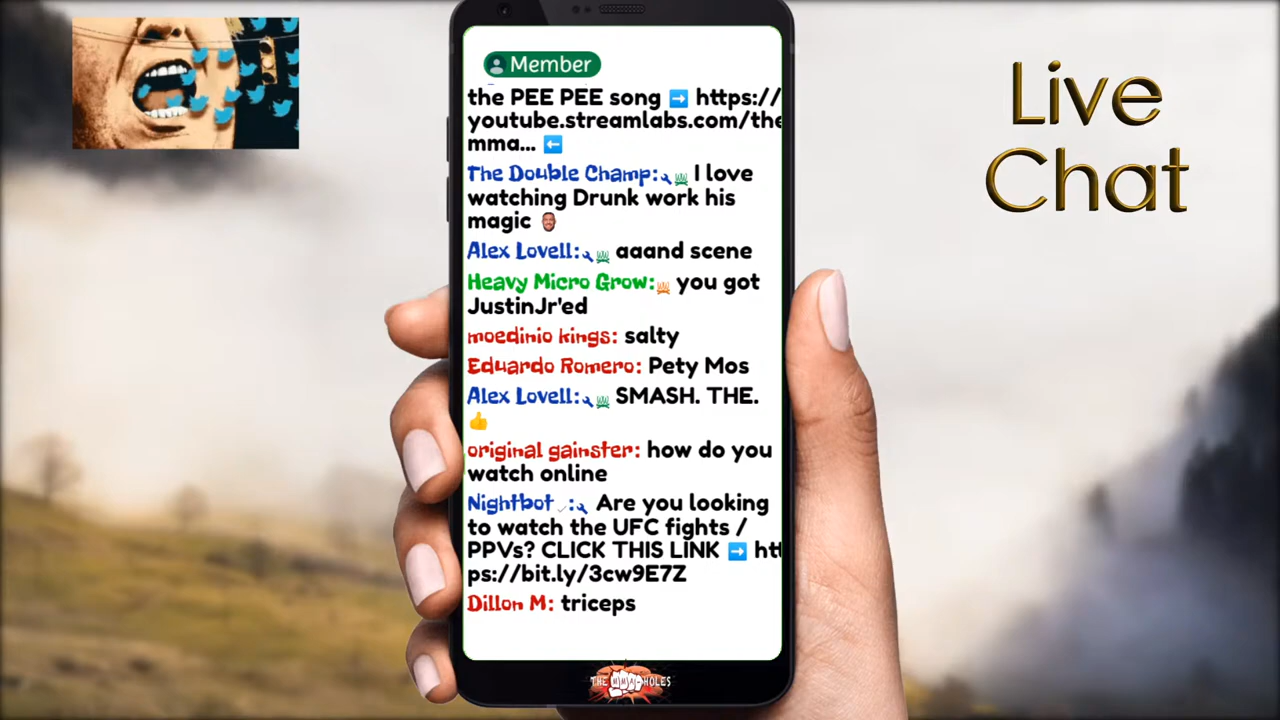 Member
the PEE PEE song ➡️ https://
youtube.streamlabs.com/the
mma... ⬅️
The Double Champ: I love
watching Drunk work his
magic
Alex Lovell: aaand scene
Heavy Micro Grow: you got
JustinJr'ed
moedinio kings: salty
Eduardo Romero: Pety Mos
Alex Lovell: SMASH. THE.
👍
original gainster: how do you
watch online
Nightbot ✓: Are you looking
to watch the UFC fights /
PPVs? CLICK THIS LINK ➡️ htt
ps://bit.ly/3cw9E7Z
Dillon M: triceps
THE MMA-HOLES
Live
Chat